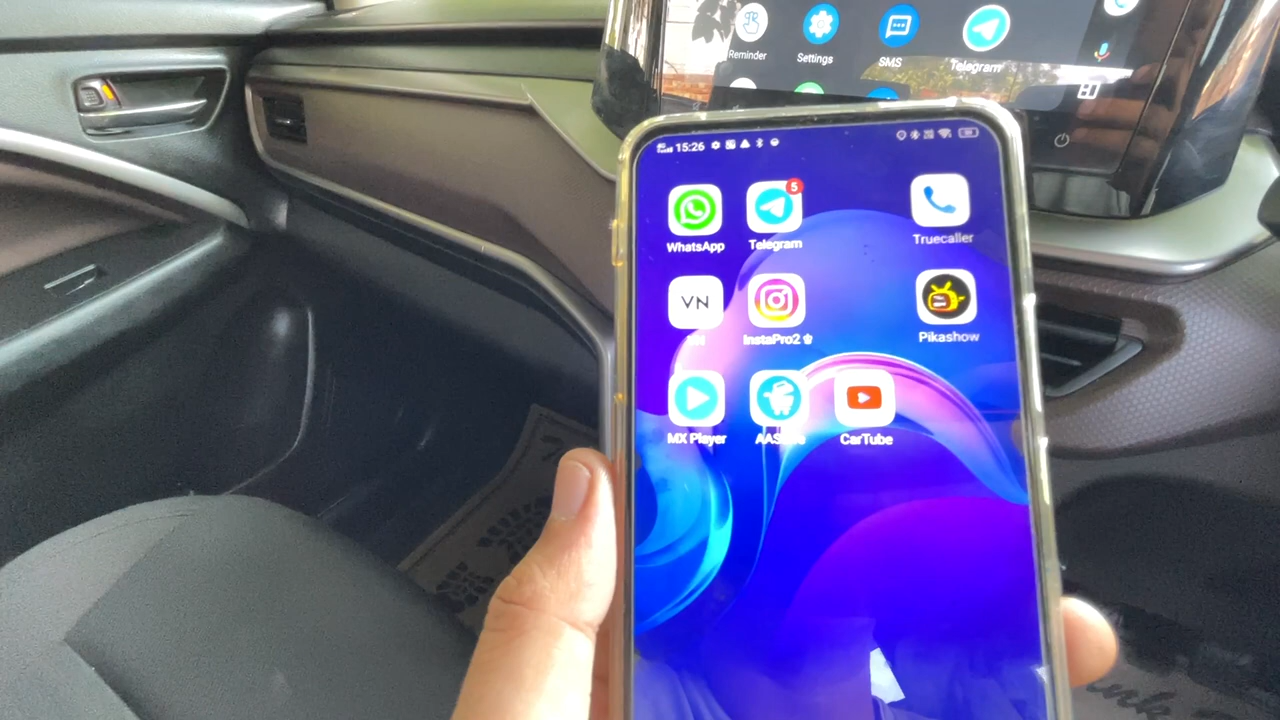 Reminder
Settings
SMS
Telegram
15:26
5
WhatsApp
Telegram
Truecaller
VN
InstaPro2
Pikashow
MX Player
CarTube